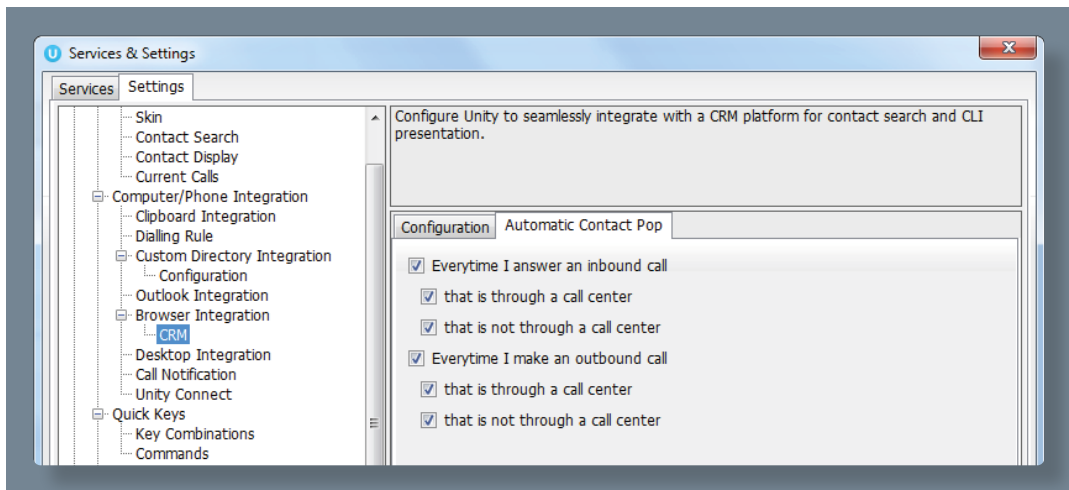 U Services & Settings
x
Services Settings
Skin
Contact Search
Contact Display
Current Calls
Computer/Phone Integration
Clipboard Integration
Dialling Rule
Custom Directory Integration
Configuration
Outlook Integration
Browser Integration
CRM
Desktop Integration
Call Notification
Unity Connect
Quick Keys
Key Combinations
Commands
Configure Unity to seamlessly integrate with a CRM platform for contact search and CLI
presentation.
Configuration Automatic Contact Pop
Everytime I answer an inbound call
that is through a call center
that is not through a call center
Everytime I make an outbound call
that is through a call center
that is not through a call center